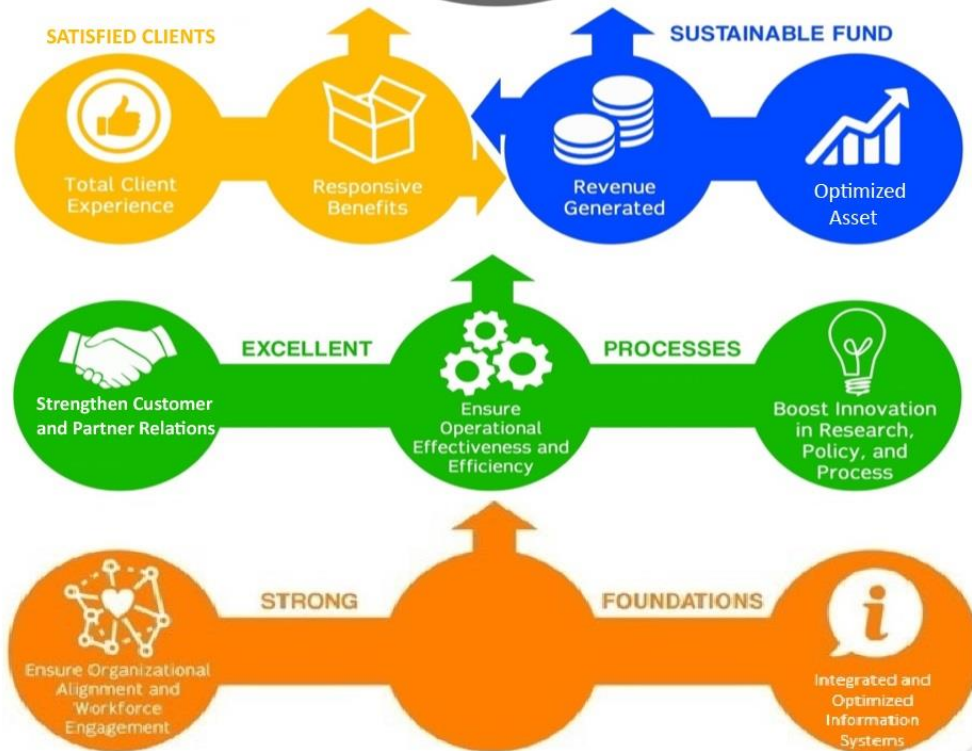 SATISFIED CLIENTS
SUSTAINABLE FUND
Total Client
Experience
Responsive
Benefits
Revenue
Generated
Optimized
Asset
EXCELLENT
PROCESSES
Strengthen Customer
and Partner Relations
Ensure
Operational
Effectiveness and
Efficiency
Boost Innovation
in Research,
Policy, and
Process
STRONG
FOUNDATIONS
Ensure Organizational
Alignment and
Workforce
Engagement
i
Integrated and
Optimized
Information
Systems